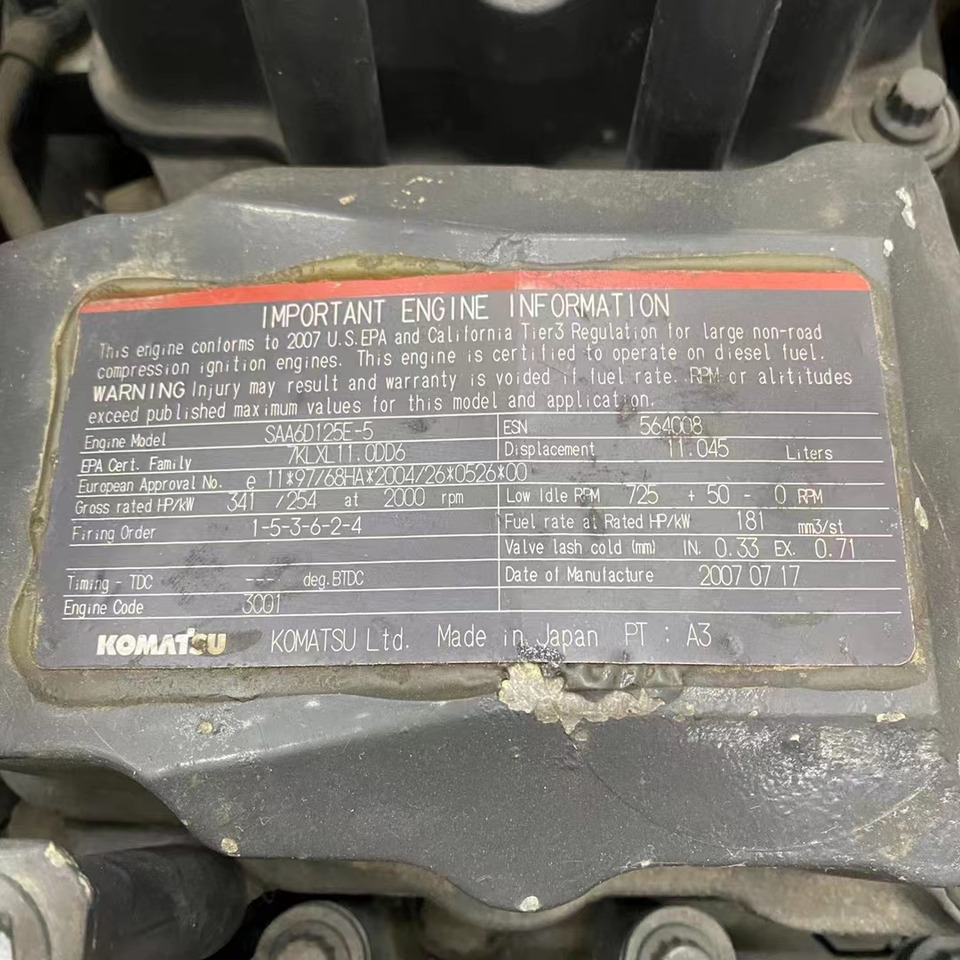 IMPORTANT ENGINE INFORMATION
This engine conforms to 2007 U.S.EPA and California Tier3 Regulation for large non-road
compression ignition engines. This engine is certified to operate on diesel fuel.
WARNING Injury may result and warranty is voided if fuel rate. RPM or alititudes
exceed published maximum values for this model and application.
Engine Model SAA6D125E-5 ESN 564008
EPA Cert. Family 7KLXL11.0DD6 Displacement 11.045 Liters
European Approval No. e 11*97/68HA*2004/26*0526*00
Gross rated HP/kW 341 /254 at 2000 rpm Low Idle RPM 725 + 50 - 0 RPM
Firing Order 1-5-3-6-2-4 Fuel rate at Rated HP/kW 181 mm3/st
Valve lash cold (mm) IN. 0.33 EX. 0.71
Timing - TDC --- deg.BTDC Date of Manufacture 2007 07 17
Engine Code 3001
KOMATSU KOMATSU Ltd. Made in Japan PT : A3